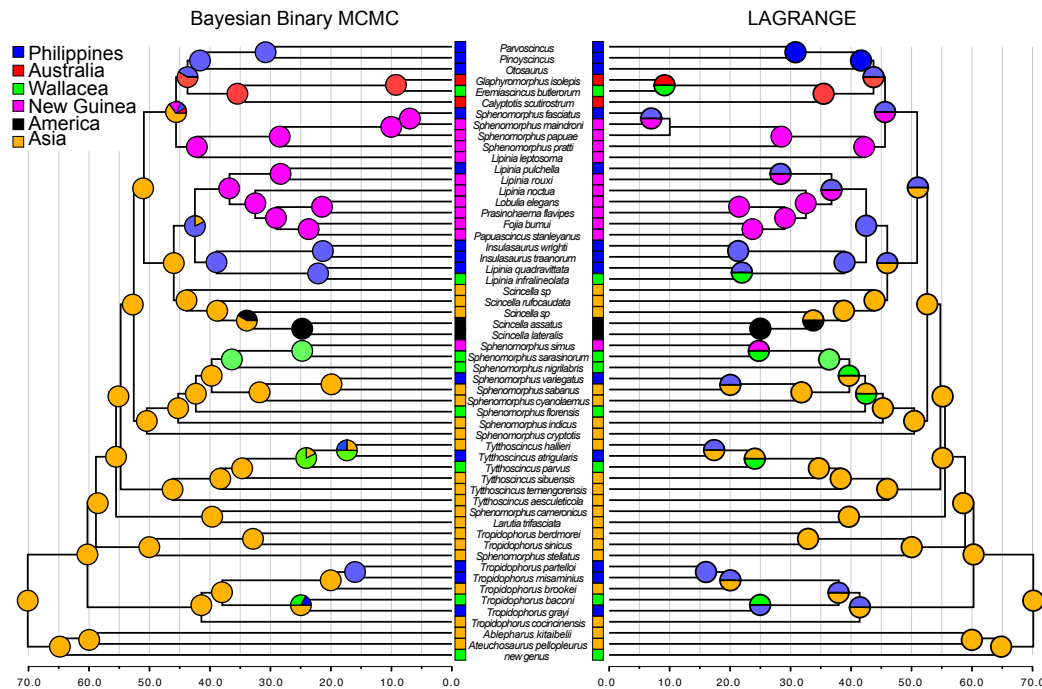 Bayesian Binary MCMC
LAGRANGE
Philippines
Australia
Wallacea
New Guinea
America
Asia
Parvoscincus
Pinoyscincus
Otosaurus
Glaphyromorphus isolepis
Eremiascincus butlerorum
Calyptotis scutirostrum
Sphenomorphus fasciatus
Sphenomorphus maindroni
Sphenomorphus papuae
Sphenomorphus pratti
Lipinia leptosoma
Lipinia pulchella
Lipinia rouxi
Lipinia noctua
Lobulia elegans
Prasinohaema flavipes
Fojia bumui
Papuascincus stanleyanus
Insulasaurus wrighti
Insulasaurus traanorum
Lipinia quadravittata
Lipinia infralineolata
Scincella sp
Scincella rufocaudata
Scincella sp
Scincella assatus
Scincella lateralis
Sphenomorphus simus
Sphenomorphus sarasinorum
Sphenomorphus nigrilabris
Sphenomorphus variegatus
Sphenomorphus sabanus
Sphenomorphus cyanolaemus
Sphenomorphus florensis
Sphenomorphus indicus
Sphenomorphus cryptotis
Tytthoscincus hallieri
Tytthoscincus atrigularis
Tytthoscincus parvus
Tytthoscincus sibuensis
Tytthoscincus temengorensis
Tytthoscincus aesculeticola
Sphenomorphus cameronicus
Larutia trifasciata
Tropidophorus berdmorei
Tropidophorus sinicus
Sphenomorphus stellatus
Tropidophorus partelloi
Tropidophorus misaminius
Tropidophorus brookei
Tropidophorus baconi
Tropidophorus grayi
Tropidophorus cocincinensis
Ablepharus kitaibelii
Ateuchosaurus pellopleurus
new genus
70.0 60.0 50.0 40.0 30.0 20.0 10.0 0.0
0.0 10.0 20.0 30.0 40.0 50.0 60.0 70.0